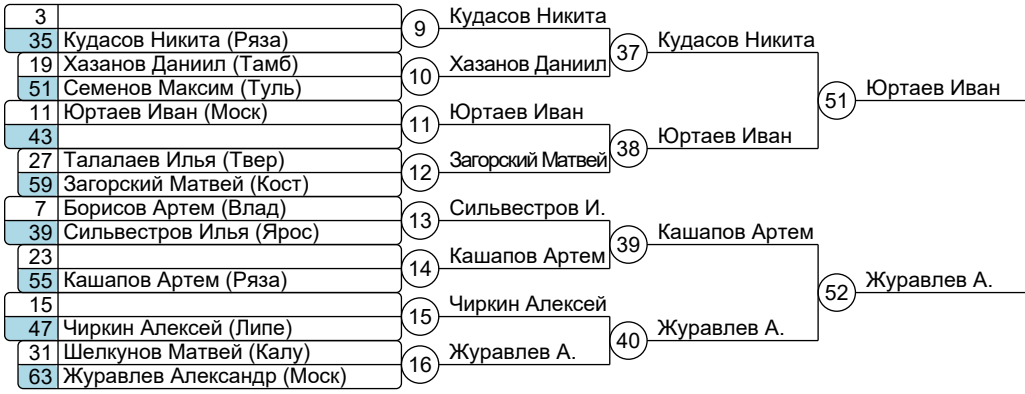 3
9
Кудасов Никита
35 Кудасов Никита (Ряза)
37
Кудасов Никита
19 Хазанов Даниил (Тамб)
10
Хазанов Даниил
51 Семенов Максим (Туль)
51
Юртаев Иван
11 Юртаев Иван (Моск)
11
Юртаев Иван
43
38
Юртаев Иван
27 Талалаев Илья (Твер)
12
Загорский Матвей
59 Загорский Матвей (Кост)
7 Борисов Артем (Влад)
13
Сильвестров И.
39 Сильвестров Илья (Ярос)
39
Кашапов Артем
23
14
Кашапов Артем
55 Кашапов Артем (Ряза)
52
Журавлев А.
15
15
Чиркин Алексей
47 Чиркин Алексей (Липе)
40
Журавлев А.
31 Шелкунов Матвей (Калу)
16
Журавлев А.
63 Журавлев Александр (Моск)